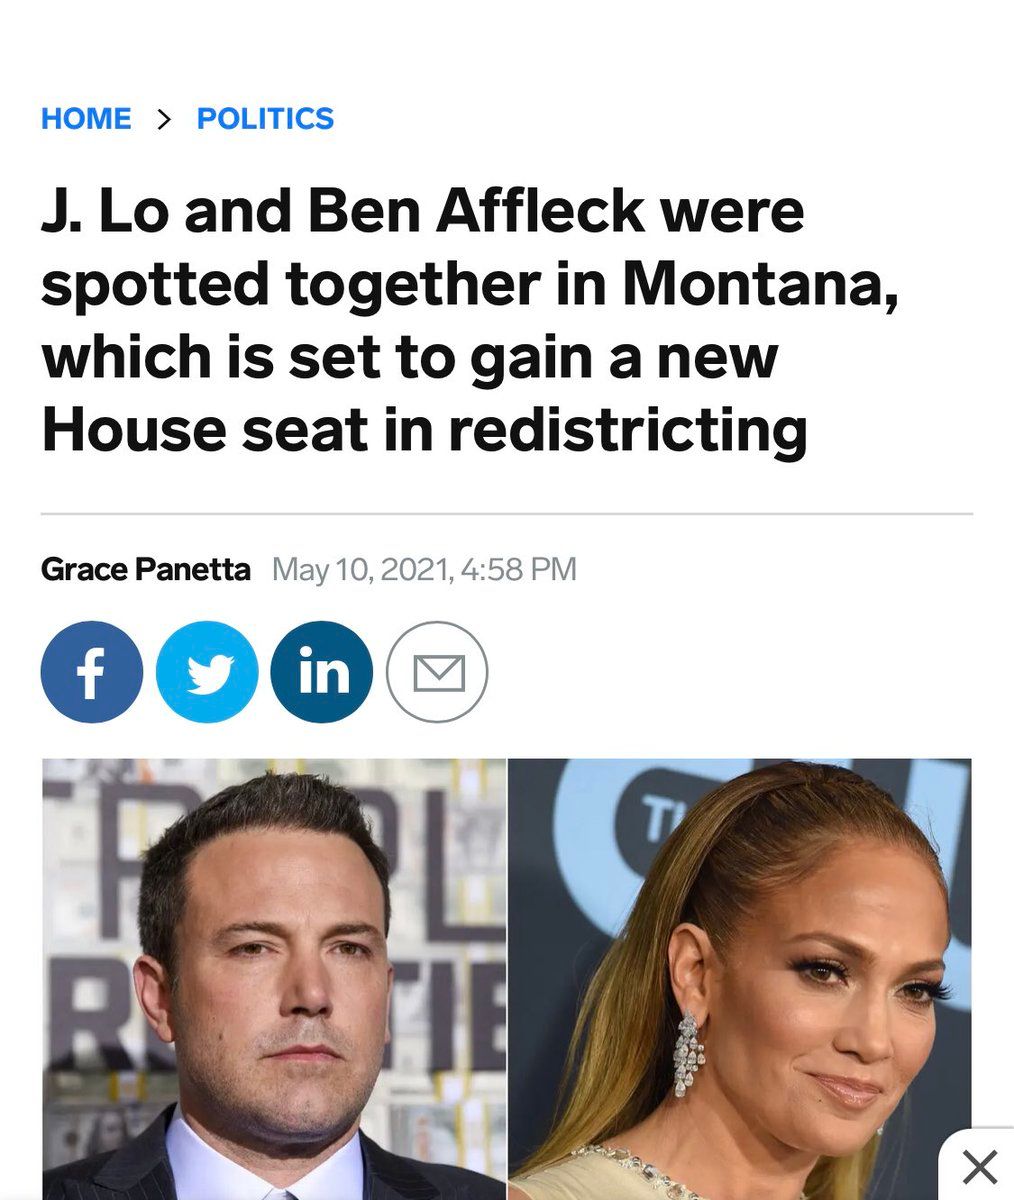 HOME > POLITICS
J. Lo and Ben Affleck were
spotted together in Montana,
which is set to gain a new
House seat in redistricting
Grace Panetta May 10, 2021, 4:58 PM
f in